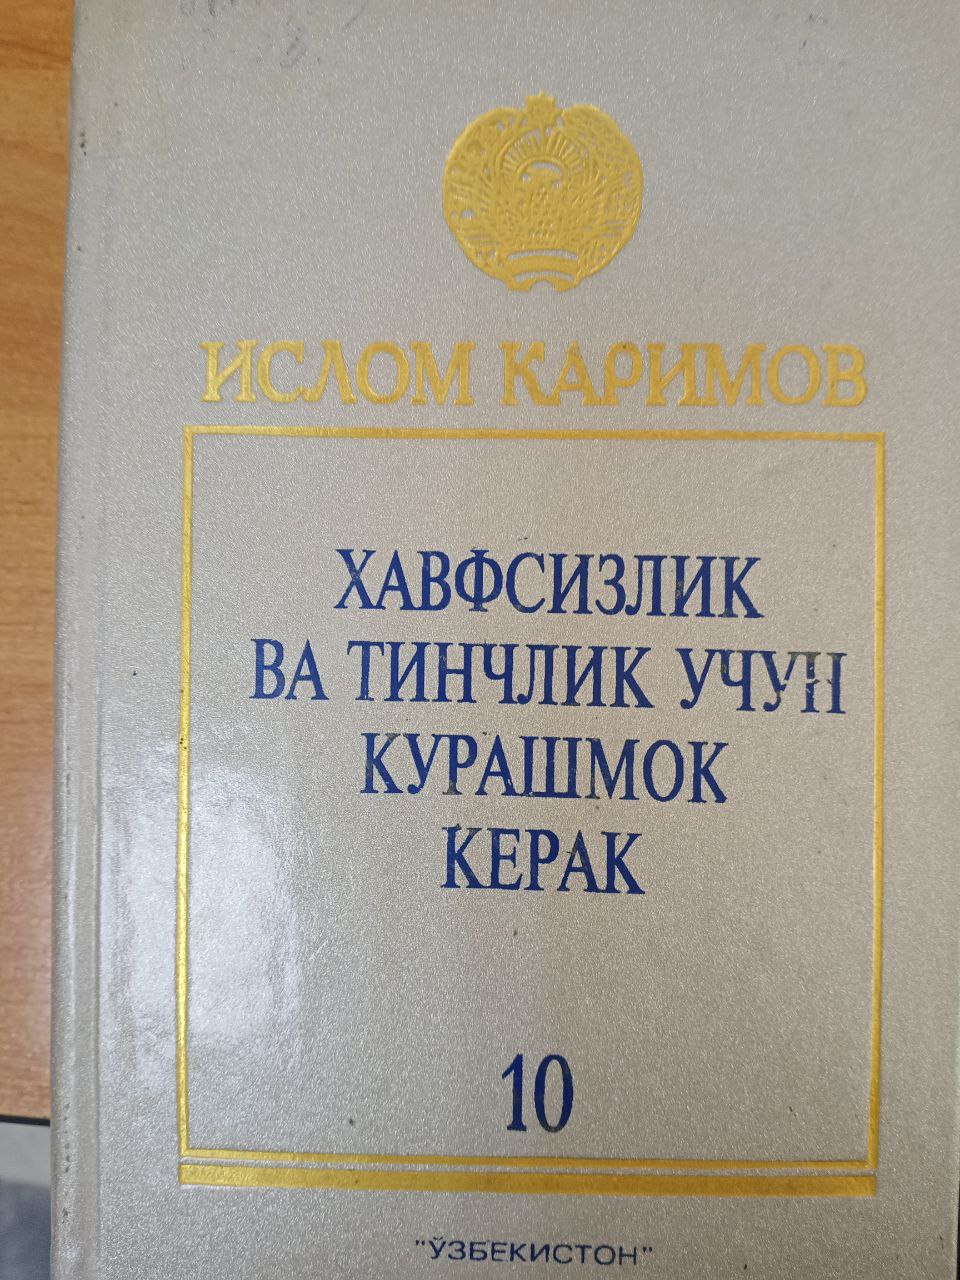 ИСЛОМ КАРИМОВ
ХАВФСИЗЛИК
ВА ТИНЧЛИК УЧУН
КУРАШМОК
КЕРАК
10
"ЎЗБЕКИСТОН"